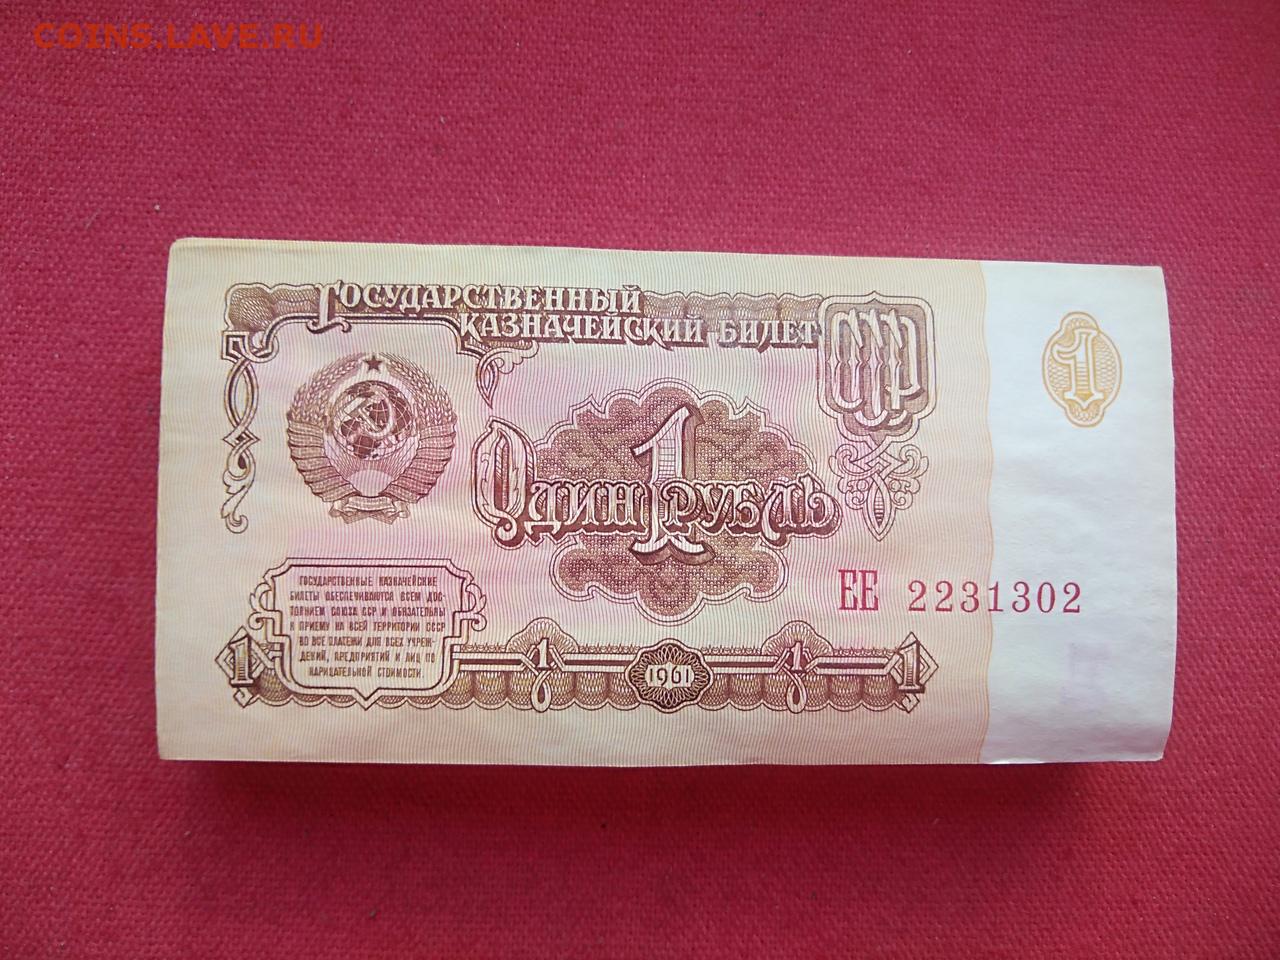 COINS.LAVE.RU
ГОСУДАРСТВЕННЫЙ
КАЗНАЧЕЙСКИЙ БИЛЕТ
СССР
1
1
ОДИН РУБЛЬ
ГОСУДАРСТВЕННЫЕ КАЗНАЧЕЙСКИЕ
БИЛЕТЫ ОБЕСПЕЧИВАЮТСЯ ВСЕМ ДОС-
ТОЯНИЕМ СОЮЗА ССР И ОБЯЗАТЕЛЬНЫ
К ПРИЕМУ НА ВСЕЙ ТЕРРИТОРИИ СССР
ВО ВСЕ ПЛАТЕЖИ ДЛЯ ВСЕХ УЧРЕЖ-
ДЕНИЙ, ПРЕДПРИЯТИЙ И ЛИЦ ПО
НАРИЦАТЕЛЬНОЙ СТОИМОСТИ.
ЕЕ 2231302
1 1 1961 1 1